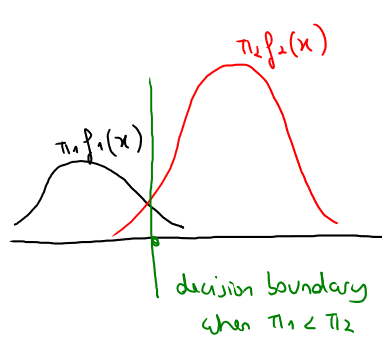 π₂f₂(x)
π₁f₁(x)
decision boundary
when π₁ < π₂